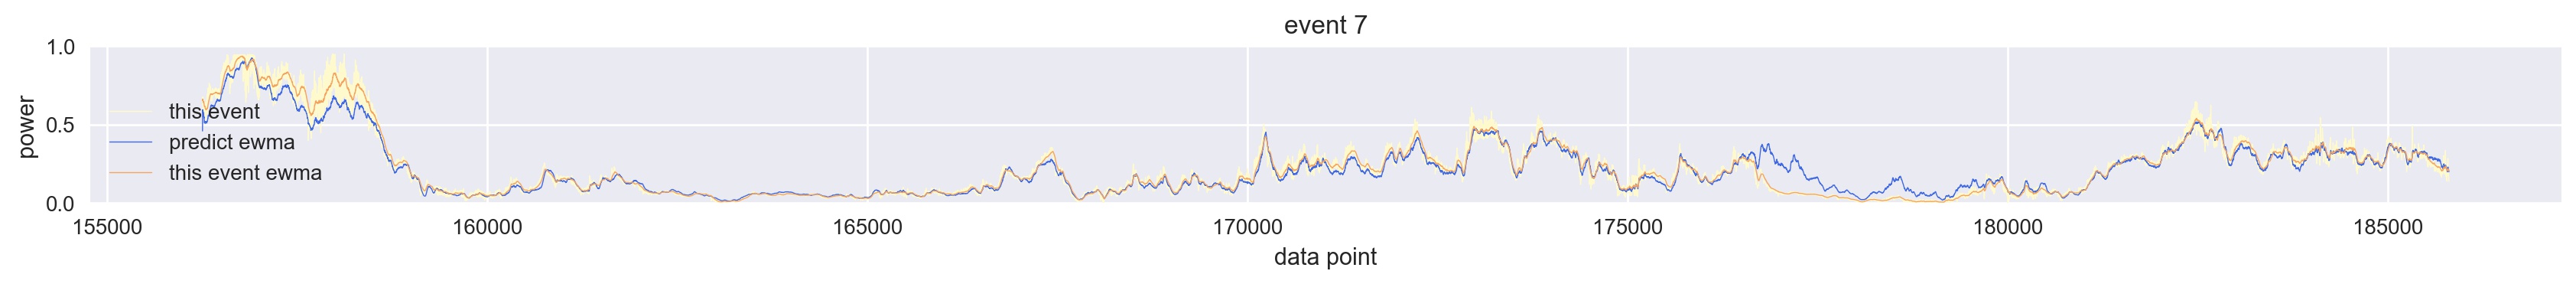 event 7
1.0
0.5
0.0
power
this event
predict ewma
this event ewma
155000
160000
165000
170000
175000
180000
185000
data point